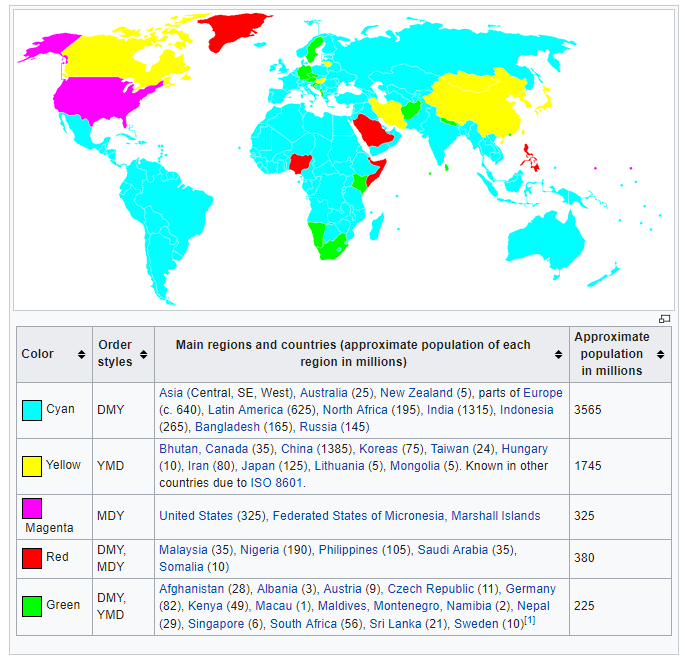 Color
Order
styles
Main regions and countries (approximate population of each
region in millions)
Approximate
population
in millions
Cyan
DMY
Asia (Central, SE, West), Australia (25), New Zealand (5), parts of Europe
(c. 640), Latin America (625), North Africa (195), India (1315), Indonesia
(265), Bangladesh (165), Russia (145)
3565
Yellow
YMD
Bhutan, Canada (35), China (1385), Koreas (75), Taiwan (24), Hungary
(10), Iran (80), Japan (125), Lithuania (5), Mongolia (5). Known in other
countries due to ISO 8601.
1745
Magenta
MDY
United States (325), Federated States of Micronesia, Marshall Islands
325
Red
DMY,
MDY
Malaysia (35), Nigeria (190), Philippines (105), Saudi Arabia (35),
Somalia (10)
380
Green
DMY,
YMD
Afghanistan (28), Albania (3), Austria (9), Czech Republic (11), Germany
(82), Kenya (49), Macau (1), Maldives, Montenegro, Namibia (2), Nepal
(29), Singapore (6), South Africa (56), Sri Lanka (21), Sweden (10)[1]
225